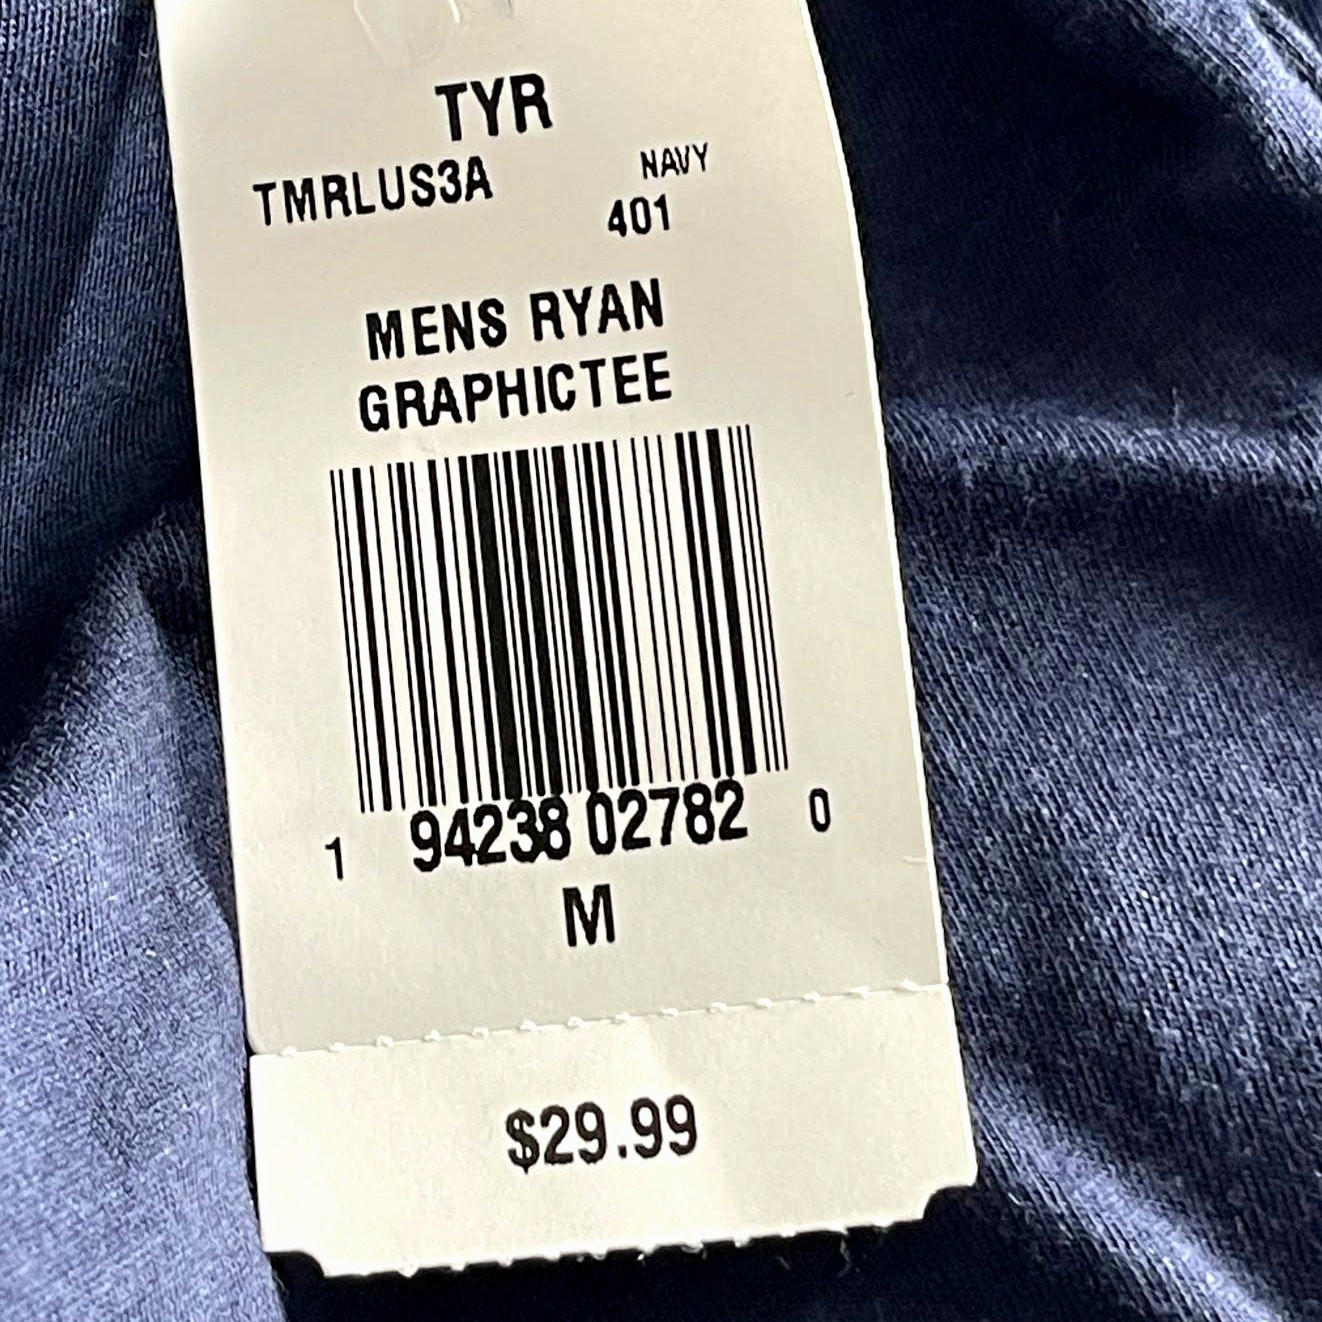 TYR
TMRLUS3A NAVY
401
MENS RYAN
GRAPHICTEE
1 94238 02782 0
M
$29.99